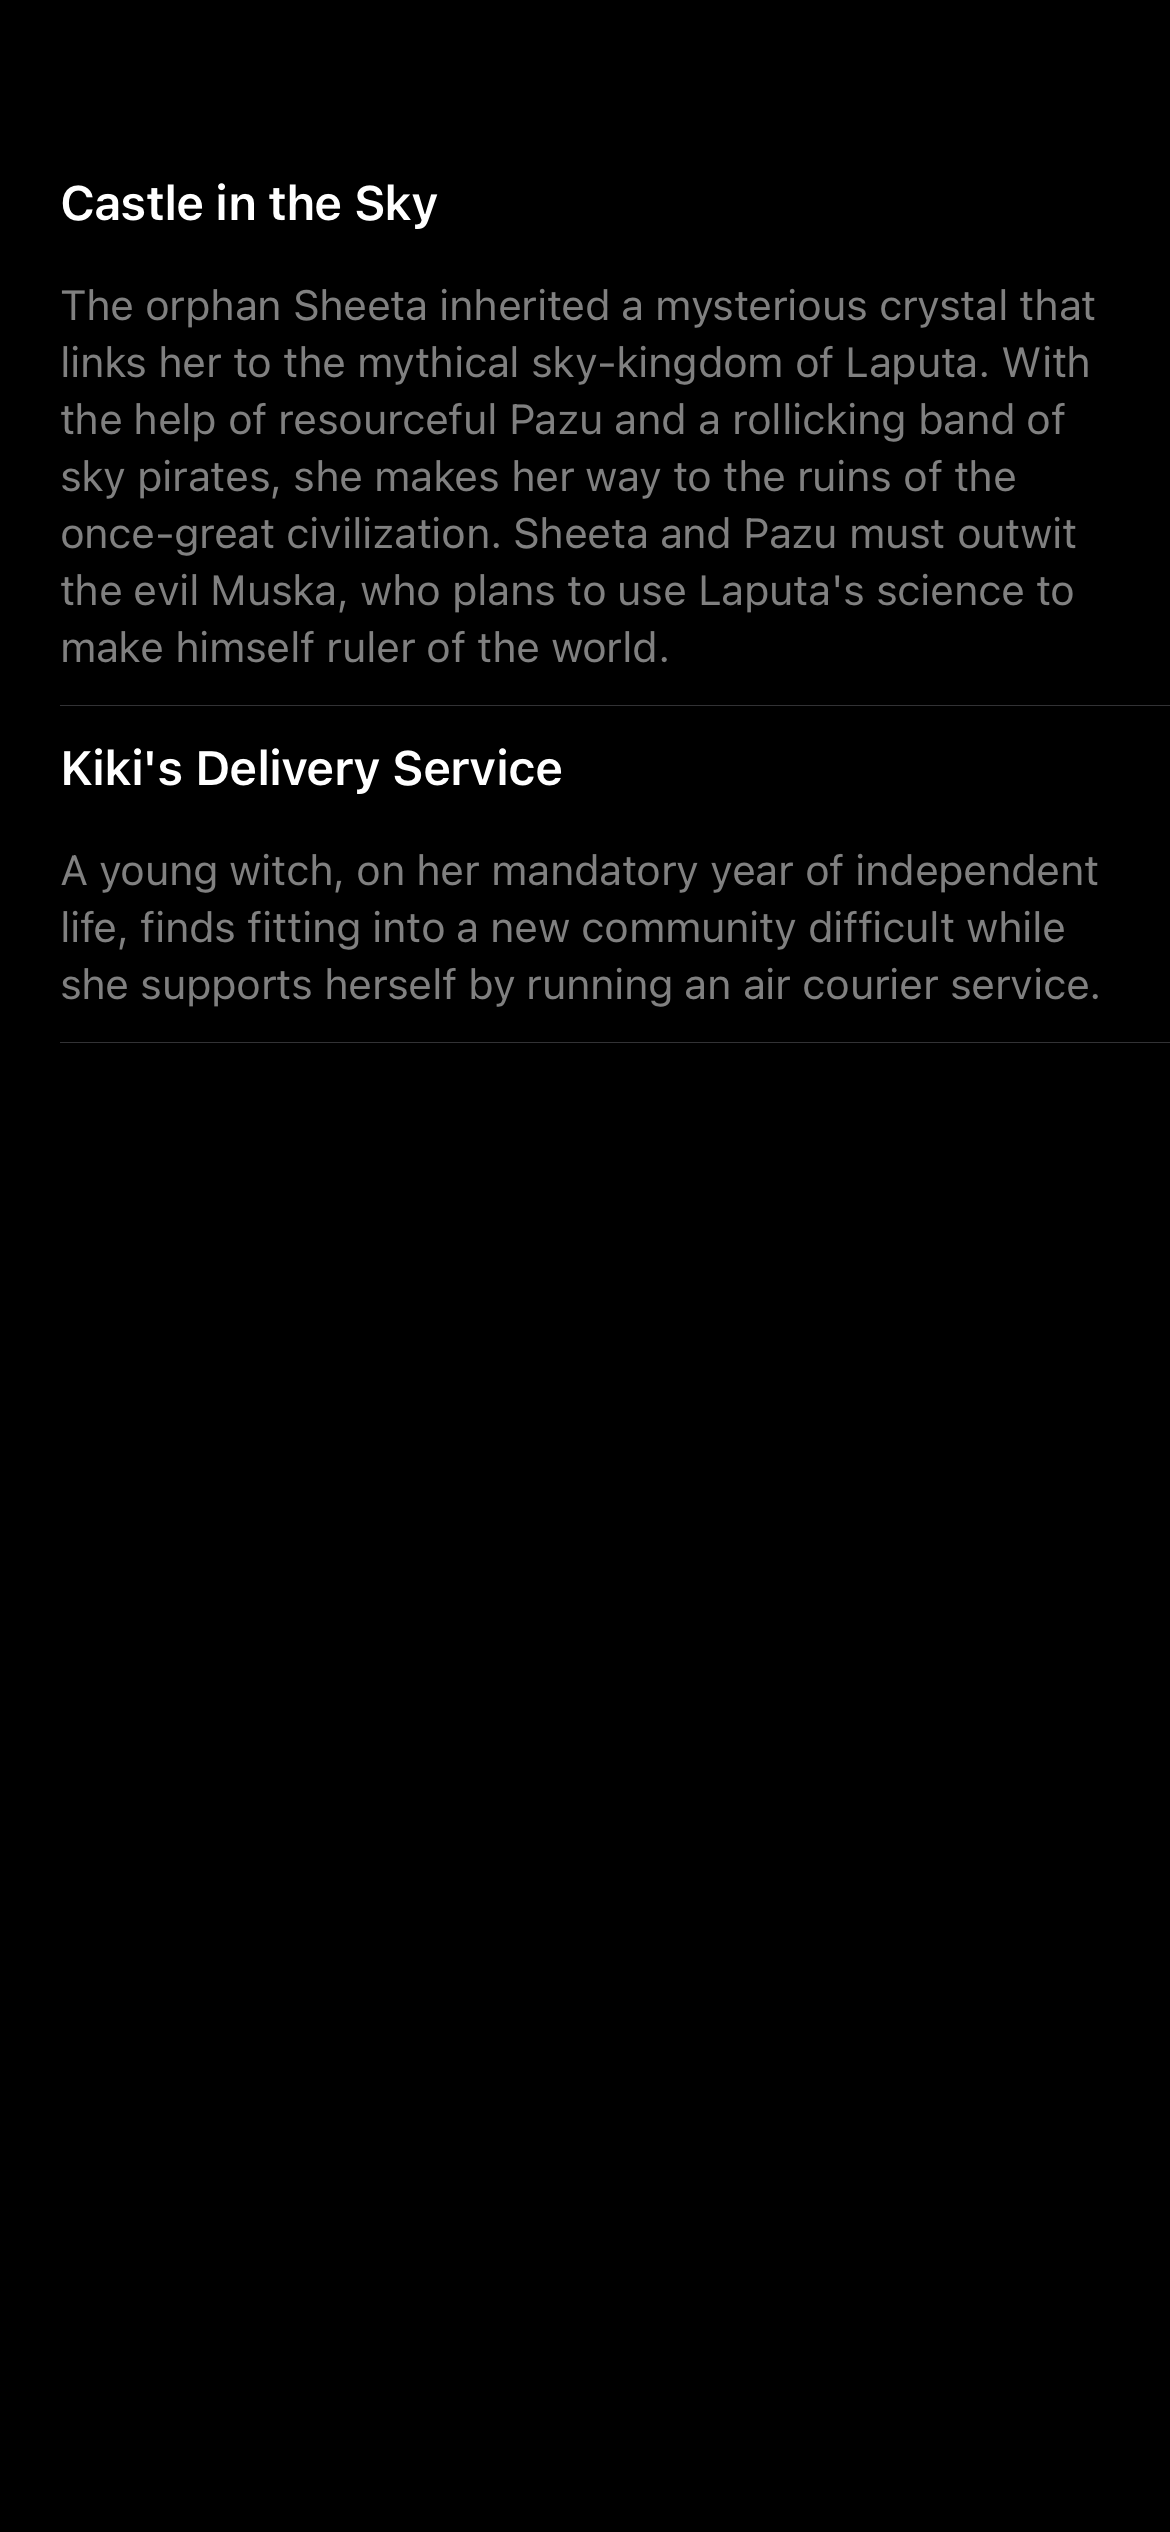 Castle in the Sky
The orphan Sheeta inherited a mysterious crystal that
links her to the mythical sky-kingdom of Laputa. With
the help of resourceful Pazu and a rollicking band of
sky pirates, she makes her way to the ruins of the
once-great civilization. Sheeta and Pazu must outwit
the evil Muska, who plans to use Laputa's science to
make himself ruler of the world.
Kiki's Delivery Service
A young witch, on her mandatory year of independent
life, finds fitting into a new community difficult while
she supports herself by running an air courier service.